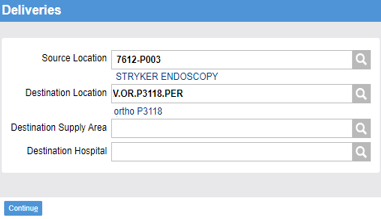 Deliveries
Source Location 7612-P003
STRYKER ENDOSCOPY
Destination Location V.OR.P3118.PER
ortho P3118
Destination Supply Area
Destination Hospital
Continue